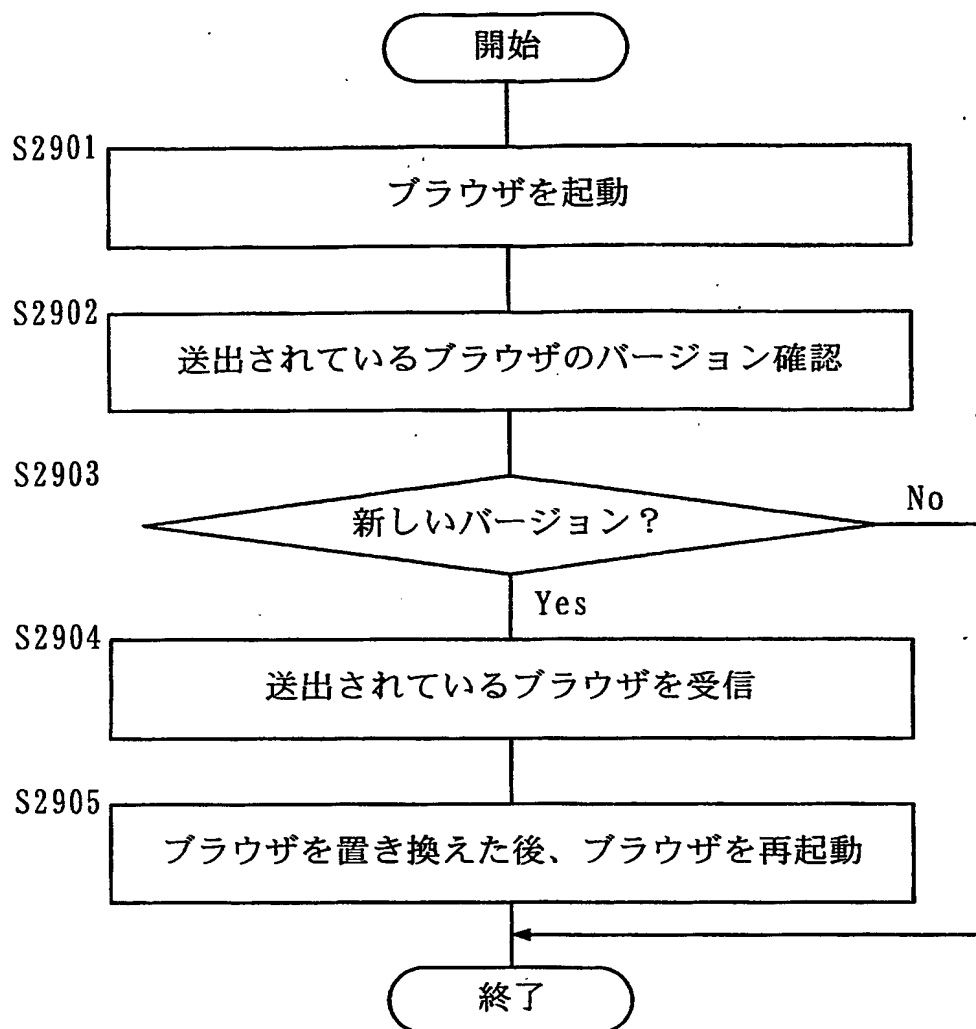 開始
S2901
ブラウザを起動
S2902
送出されているブラウザのバージョン確認
S2903
新しいバージョン?
No
Yes
S2904
送出されているブラウザを受信
S2905
ブラウザを置き換えた後、ブラウザを再起動
終了